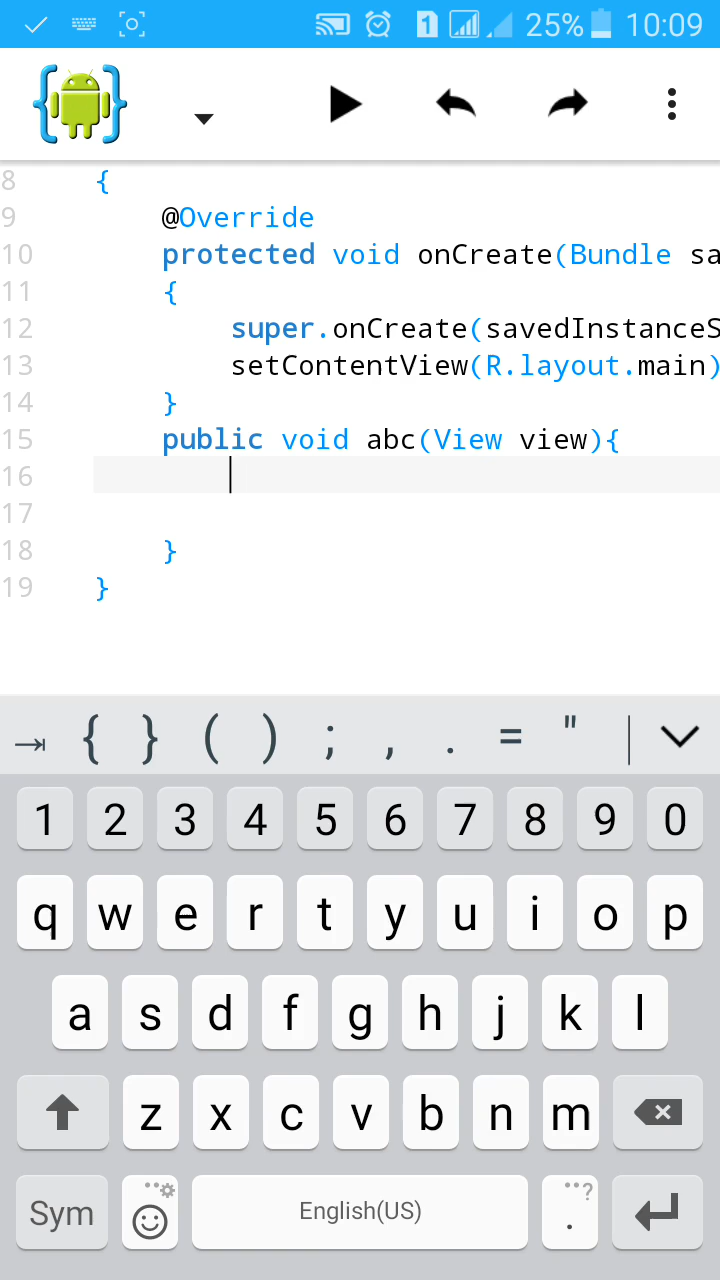 1 25% 10:09
8 {
9 @Override
10 protected void onCreate(Bundle sa
11 {
12 super.onCreate(savedInstanceS
13 setContentView(R.layout.main)
14 }
15 public void abc(View view){
16
17
18 }
19 }
{ } ( ) ; , . = "
1 2 3 4 5 6 7 8 9 0
q w e r t y u i o p
a s d f g h j k l
z x c v b n m
Sym English(US) . ?